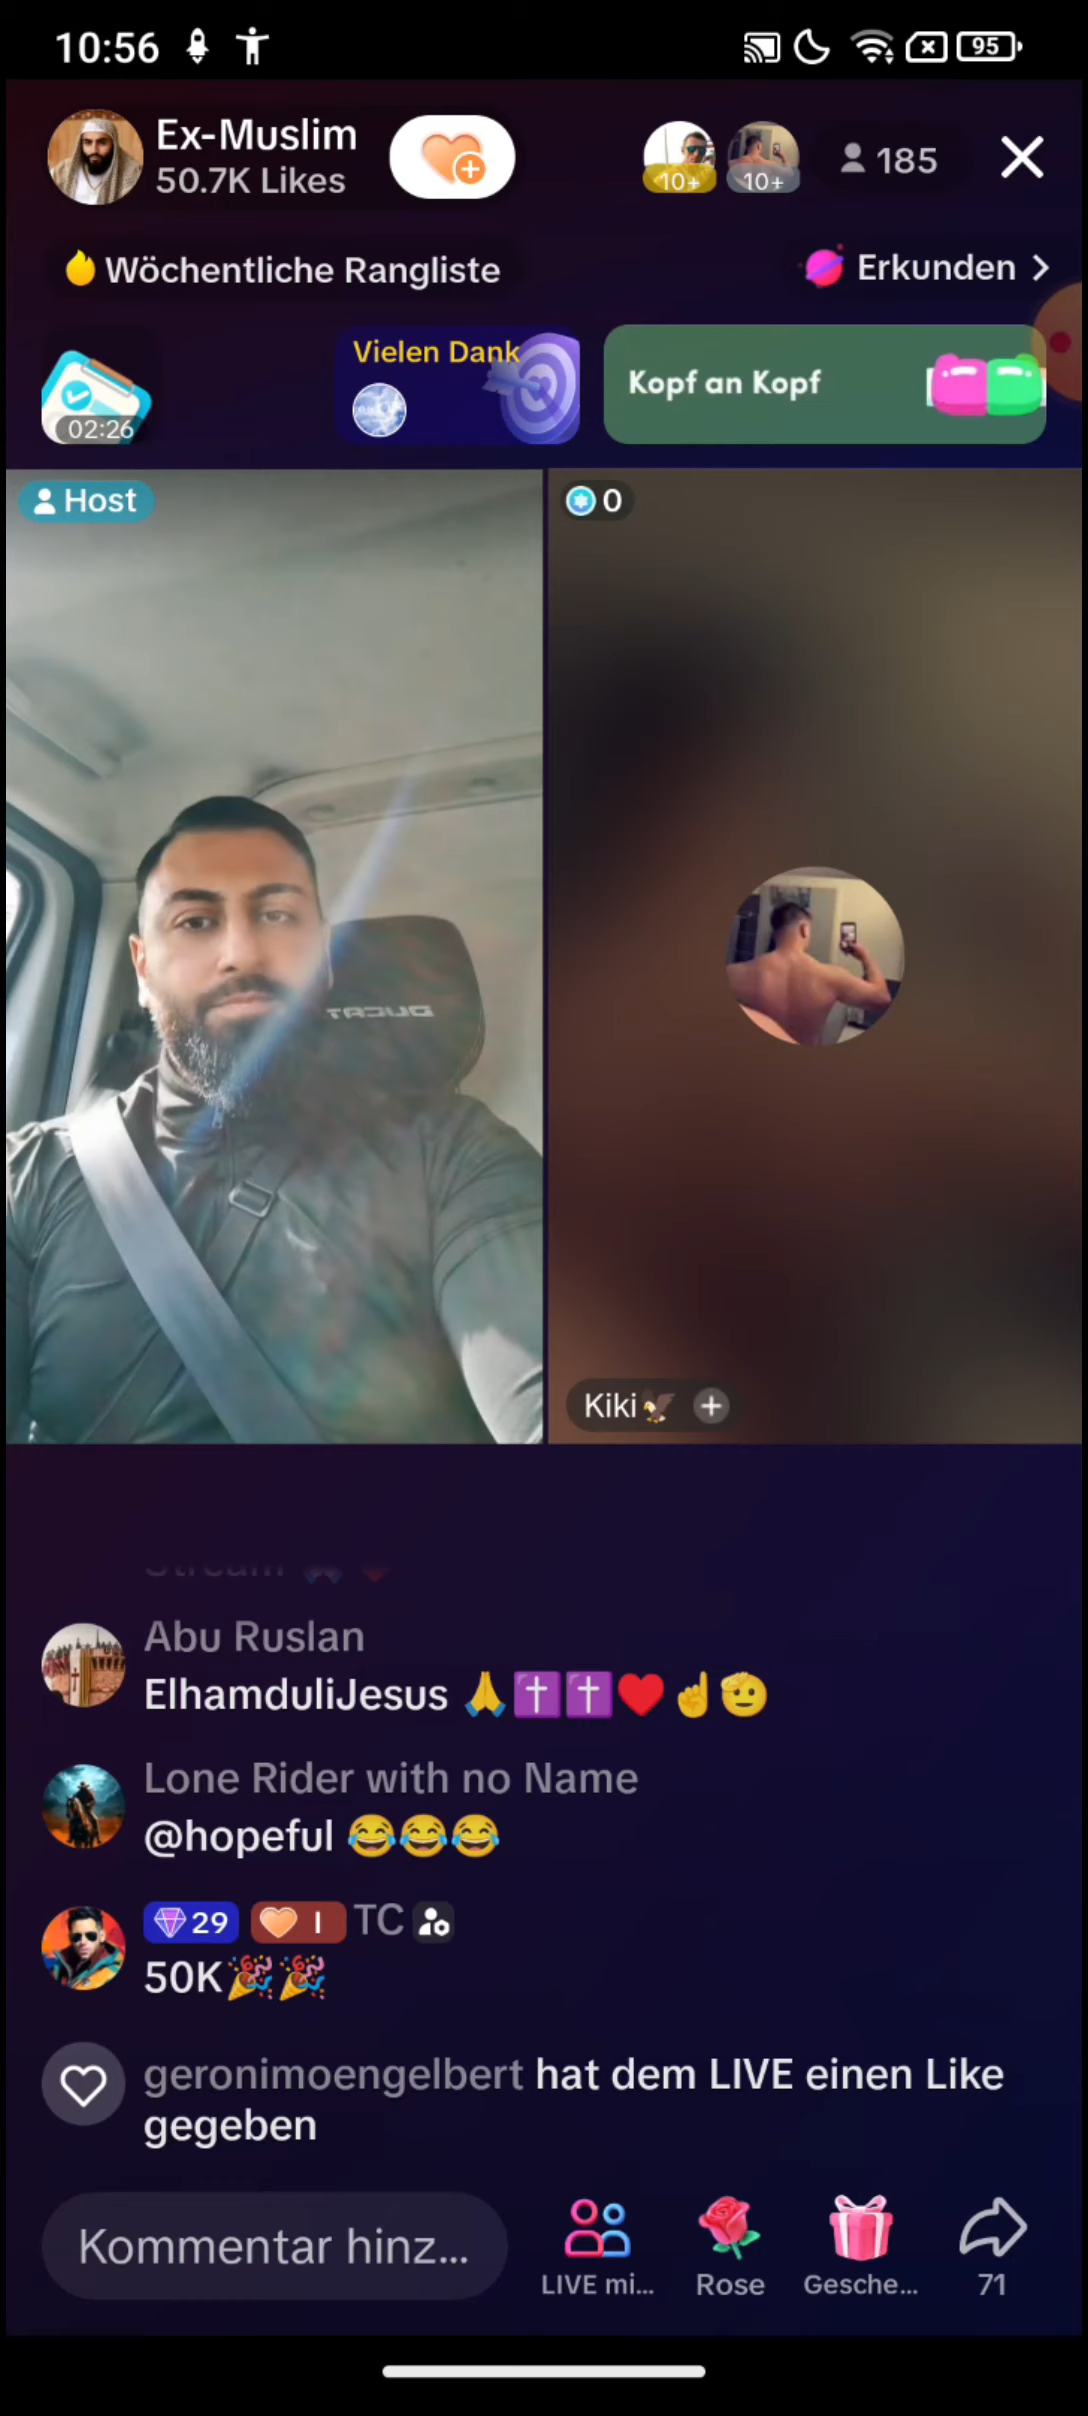 10:56
95
Ex-Muslim
50.7K Likes
10+
10+
185
Wöchentliche Rangliste
Erkunden >
02:26
Vielen Dank
Kopf an Kopf
Host
0
DUCAT
Kiki
Stream
Abu Ruslan
ElhamduliJesus 🙏✝️✝️❤️☝️🫡
Lone Rider with no Name
@hopeful 😂😂😂
29 I TC
50K🎉🎉
geronimoengelbert hat dem LIVE einen Like
gegeben
Kommentar hinz...
LIVE mi...
Rose
Gesche...
71